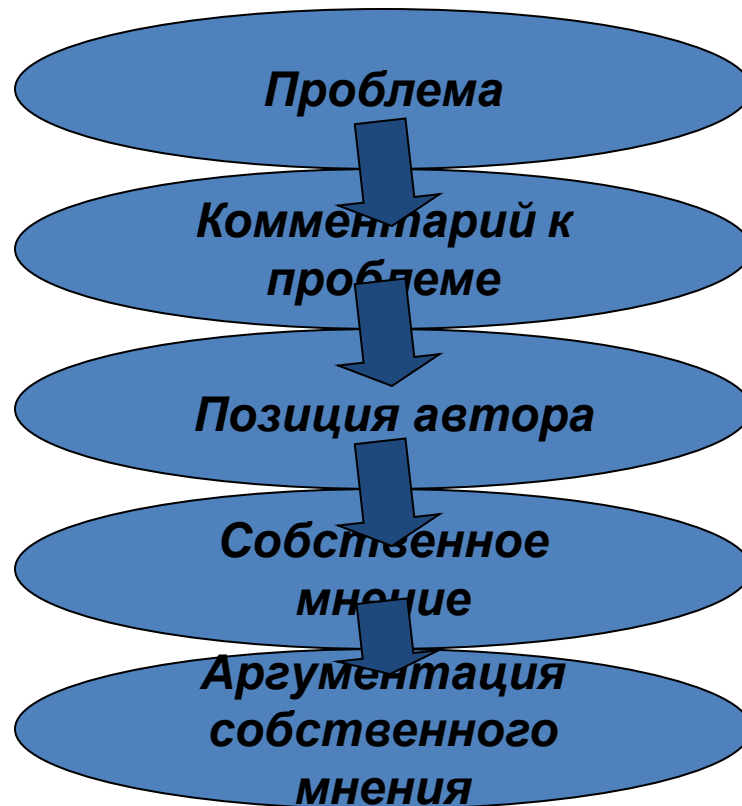 Проблема
Комментарий к
проблеме
Позиция автора
Собственное
мнение
Аргументация
собственного
мнения